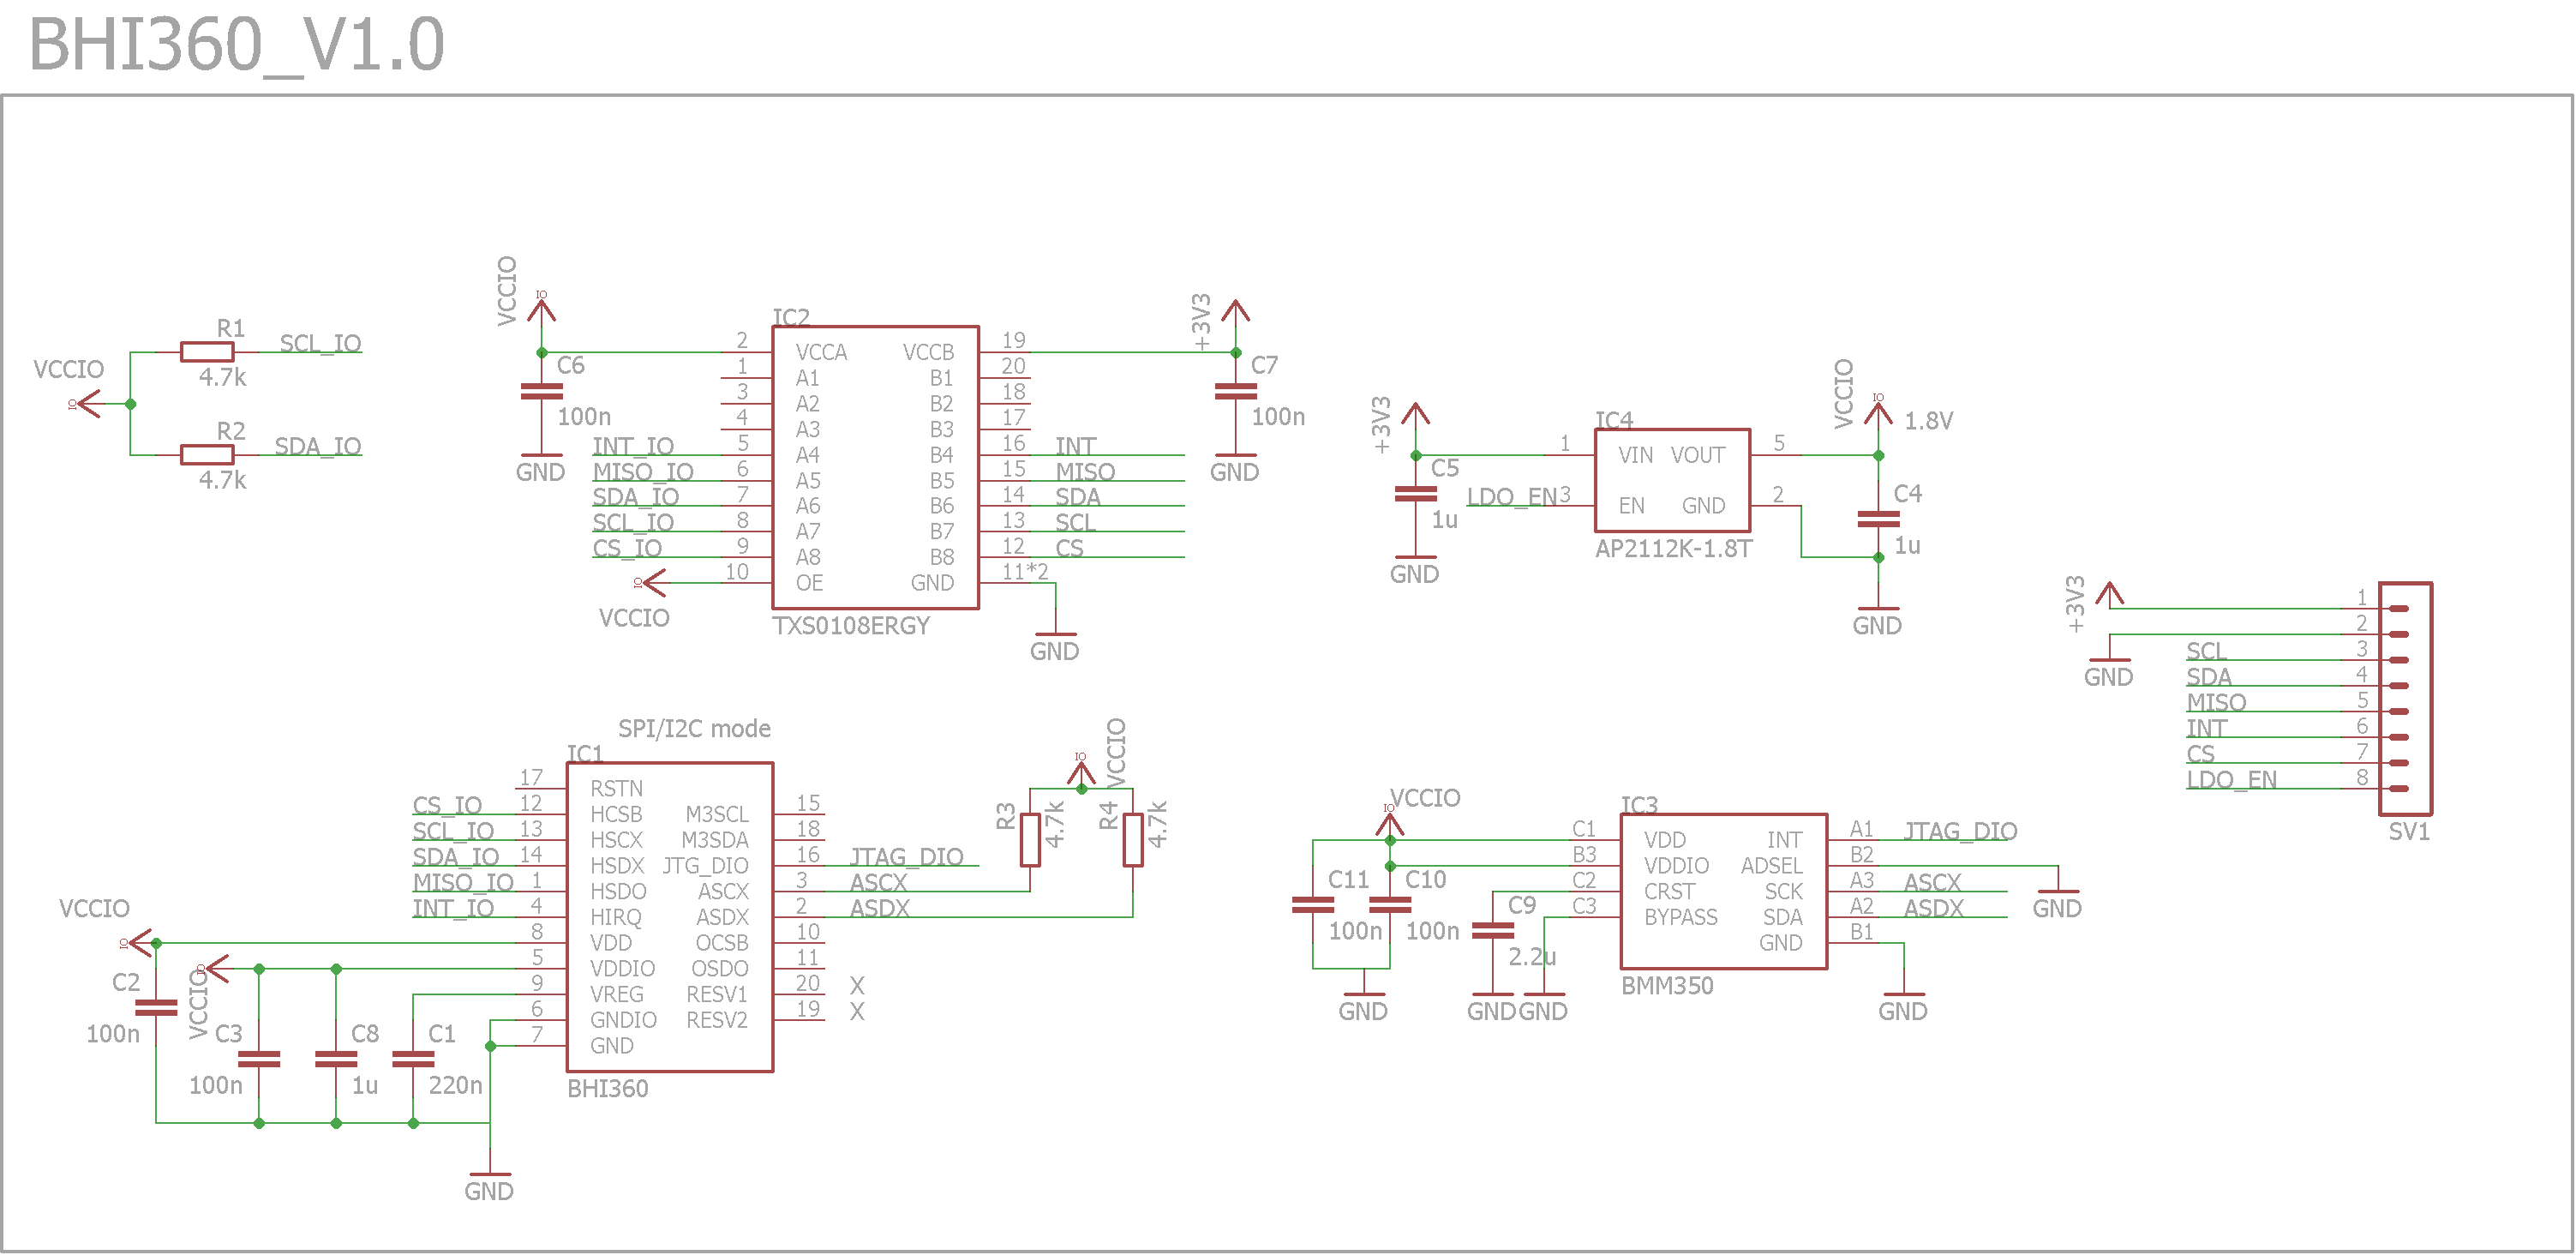 BHI360_V1.0
VCCIO
IO
R1
4.7k
SCL_IO
R2
4.7k
SDA_IO
VCCIO
IO
C6
100n
GND
INT_IO
MISO_IO
SDA_IO
SCL_IO
CS_IO
IO
VCCIO
IC2
2 VCCA VCCB 19
1 A1 B1 20
3 A2 B2 18
4 A3 B3 17
5 A4 B4 16
6 A5 B5 15
7 A6 B6 14
8 A7 B7 13
9 A8 B8 12
10 OE GND 11*2
TXS0108ERGY
INT
MISO
SDA
SCL
CS
GND
+3V3
C7
100n
GND
+3V3
C5
1u
GND
LDO_EN
IC4
1 VIN VOUT 5
3 EN GND 2
AP2112K-1.8T
VCCIO
IO
1.8V
C4
1u
GND
+3V3
GND
SCL
SDA
MISO
INT
CS
LDO_EN
1
2
3
4
5
6
7
8
SV1
SPI/I2C mode
IC1
17 RSTN
12 HCSB M3SCL 15
13 HSCX M3SDA 18
14 HSDX JTG_DIO 16
1 HSDO ASCX 3
4 HIRQ ASDX 2
8 VDD OCSB 10
5 VDDIO OSDO 11
9 VREG RESV1 20 X
6 GNDIO RESV2 19 X
7 GND
BHI360
CS_IO
SCL_IO
SDA_IO
MISO_IO
INT_IO
VCCIO
IO
C2
100n
VCCIO
IO
C3
100n
C8
1u
C1
220n
GND
JTAG_DIO
ASCX
ASDX
IO
VCCIO
R3
4.7k
R4
4.7k
IO
VCCIO
C11
100n
C10
100n
GND
C9
2.2u
GND
GND
IC3
C1 VDD INT A1
B3 VDDIO ADSEL B2
C2 CRST SCK A3
C3 BYPASS SDA A2
GND B1
BMM350
JTAG_DIO
ASCX
ASDX
GND
GND